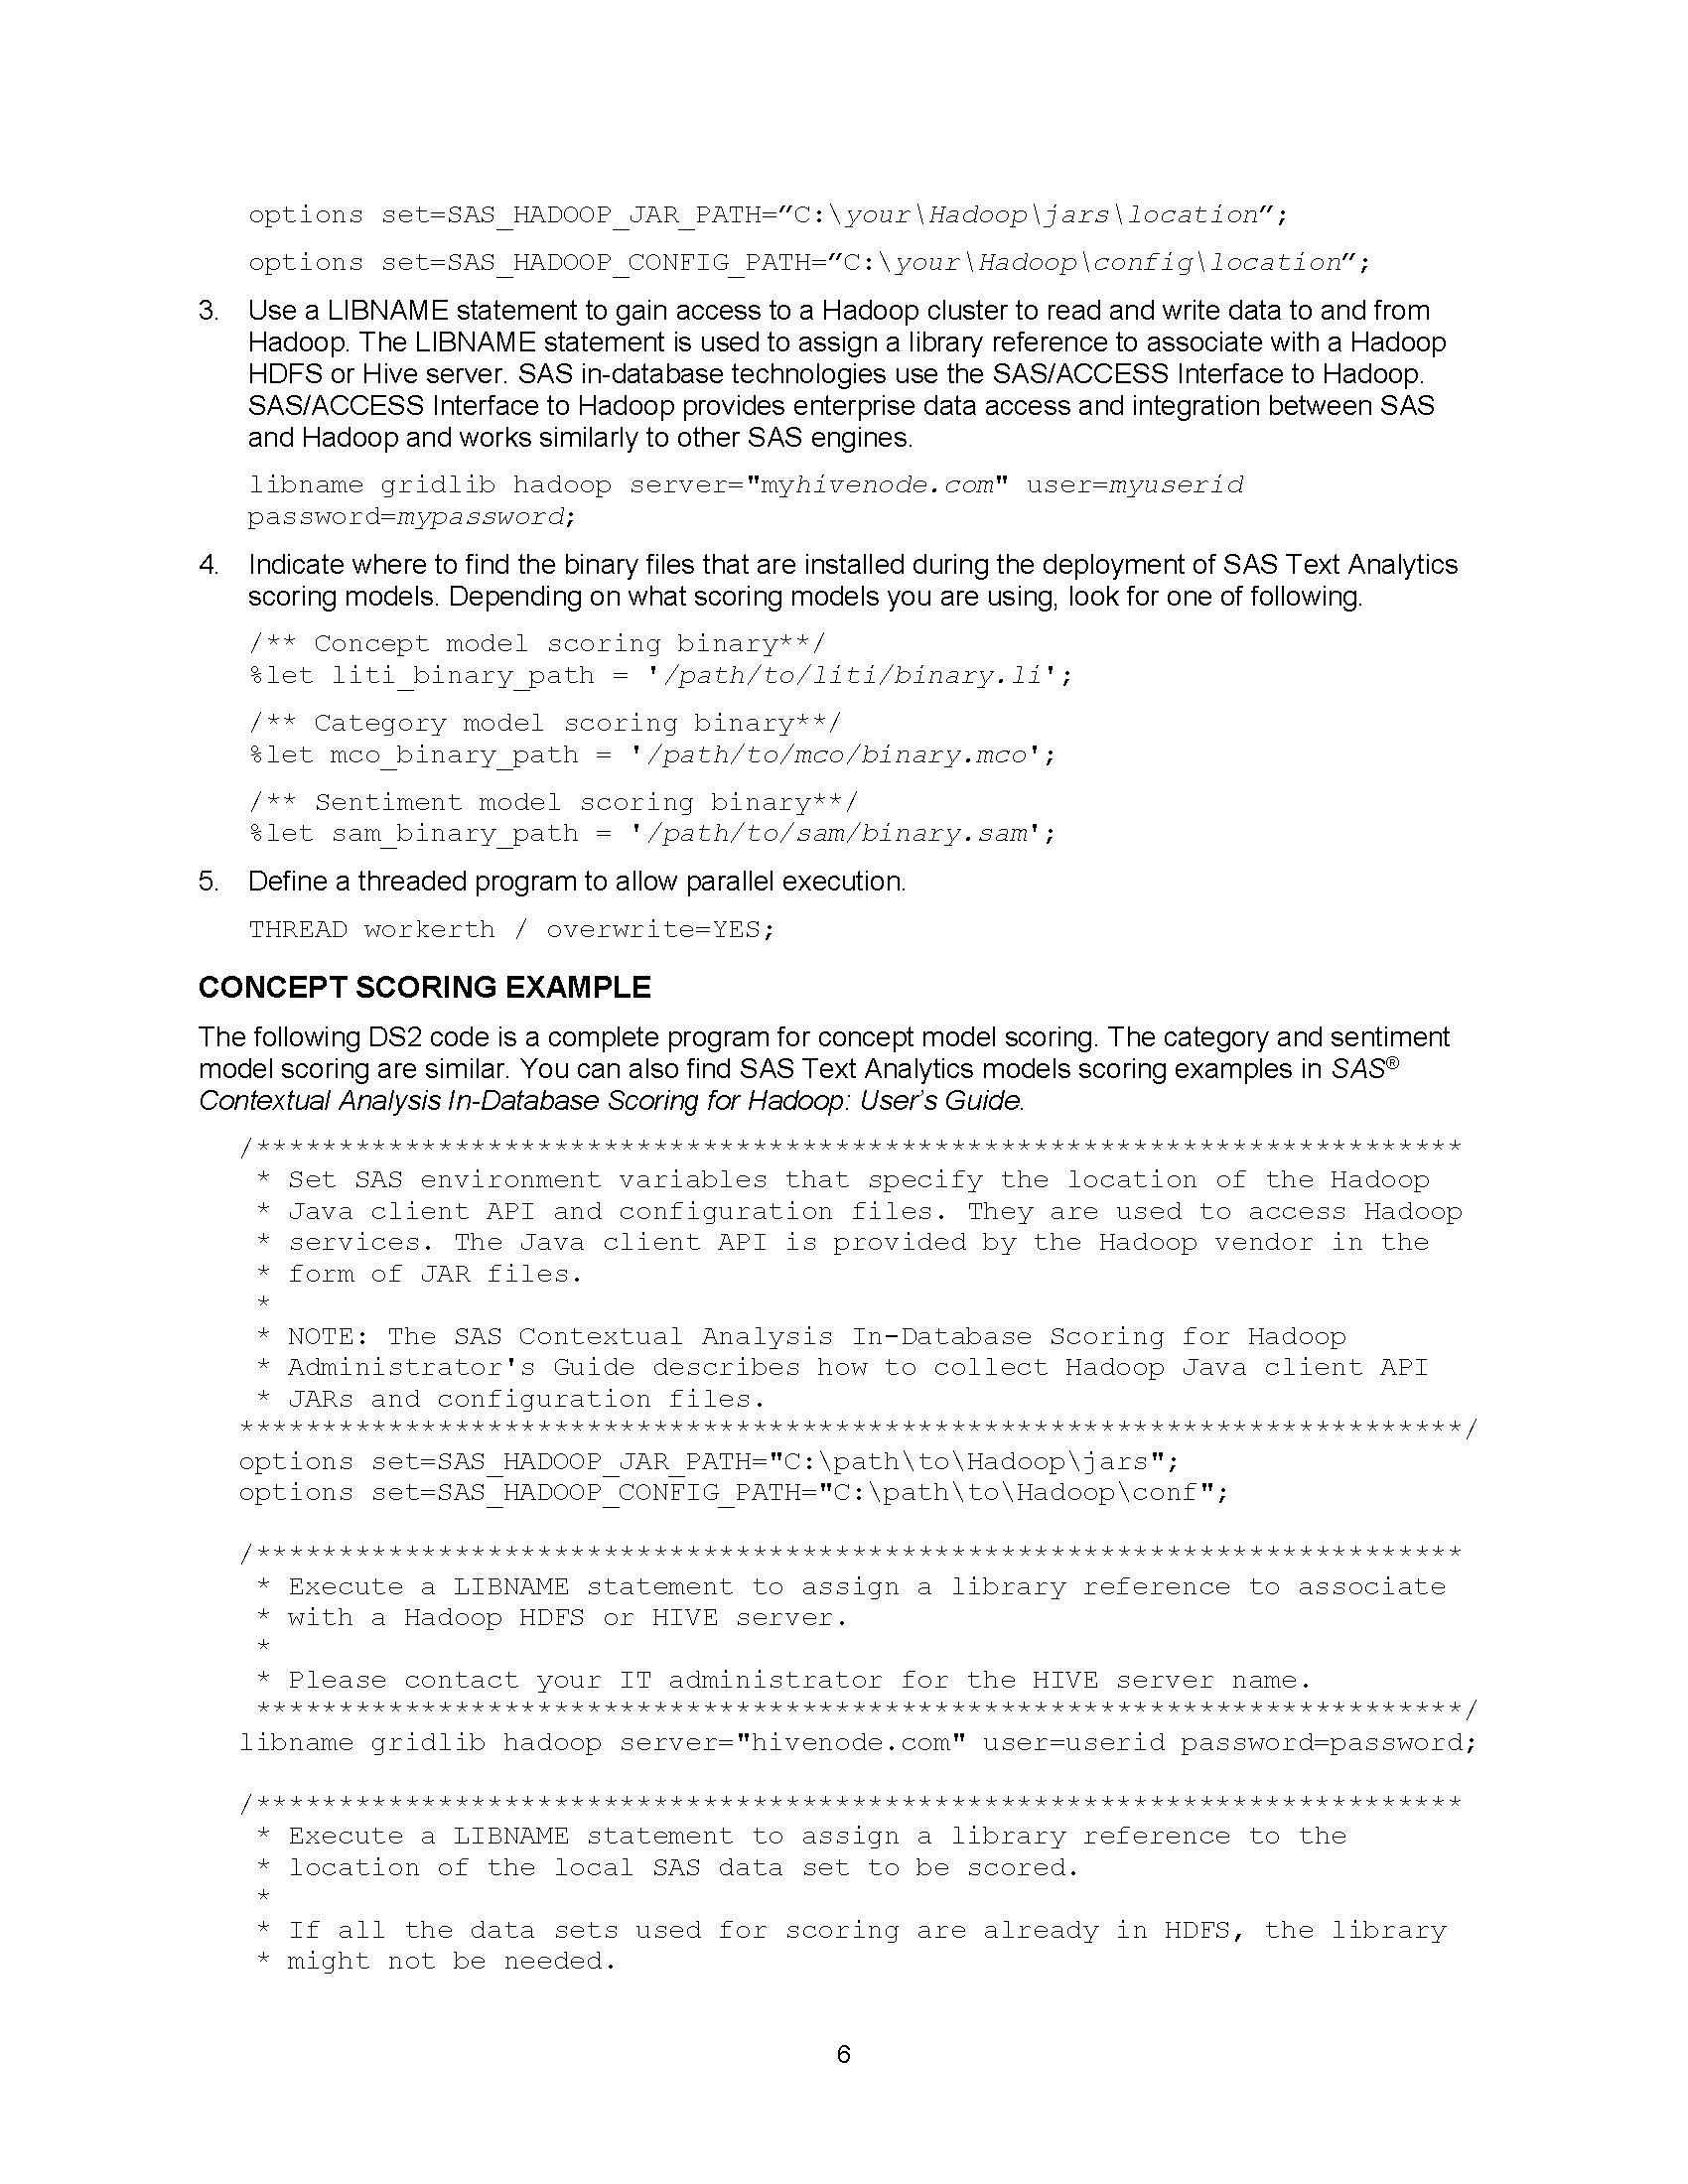 options set=SAS_HADOOP_JAR_PATH=”C:\your\Hadoop\jars\location”;
options set=SAS_HADOOP_CONFIG_PATH=”C:\your\Hadoop\config\location”;
3. Use a LIBNAME statement to gain access to a Hadoop cluster to read and write data to and from
Hadoop. The LIBNAME statement is used to assign a library reference to associate with a Hadoop
HDFS or Hive server. SAS in-database technologies use the SAS/ACCESS Interface to Hadoop.
SAS/ACCESS Interface to Hadoop provides enterprise data access and integration between SAS
and Hadoop and works similarly to other SAS engines.
libname gridlib hadoop server="myhivenode.com" user=myuserid
password=mypassword;
4. Indicate where to find the binary files that are installed during the deployment of SAS Text Analytics
scoring models. Depending on what scoring models you are using, look for one of following.
/** Concept model scoring binary**/
%let liti_binary_path = '/path/to/liti/binary.li';
/** Category model scoring binary**/
%let mco_binary_path = '/path/to/mco/binary.mco';
/** Sentiment model scoring binary**/
%let sam_binary_path = '/path/to/sam/binary.sam';
5. Define a threaded program to allow parallel execution.
THREAD workerth / overwrite=YES;
CONCEPT SCORING EXAMPLE
The following DS2 code is a complete program for concept model scoring. The category and sentiment
model scoring are similar. You can also find SAS Text Analytics models scoring examples in SAS®
Contextual Analysis In-Database Scoring for Hadoop: User’s Guide.
/*************************************************************************
* Set SAS environment variables that specify the location of the Hadoop
* Java client API and configuration files. They are used to access Hadoop
* services. The Java client API is provided by the Hadoop vendor in the
* form of JAR files.
*
* NOTE: The SAS Contextual Analysis In-Database Scoring for Hadoop
* Administrator's Guide describes how to collect Hadoop Java client API
* JARs and configuration files.
**************************************************************************/
options set=SAS_HADOOP_JAR_PATH="C:\path\to\Hadoop\jars";
options set=SAS_HADOOP_CONFIG_PATH="C:\path\to\Hadoop\conf";
/*************************************************************************
* Execute a LIBNAME statement to assign a library reference to associate
* with a Hadoop HDFS or HIVE server.
*
* Please contact your IT administrator for the HIVE server name.
*************************************************************************/
libname gridlib hadoop server="hivenode.com" user=userid password=password;
/*************************************************************************
* Execute a LIBNAME statement to assign a library reference to the
* location of the local SAS data set to be scored.
*
* If all the data sets used for scoring are already in HDFS, the library
* might not be needed.
6